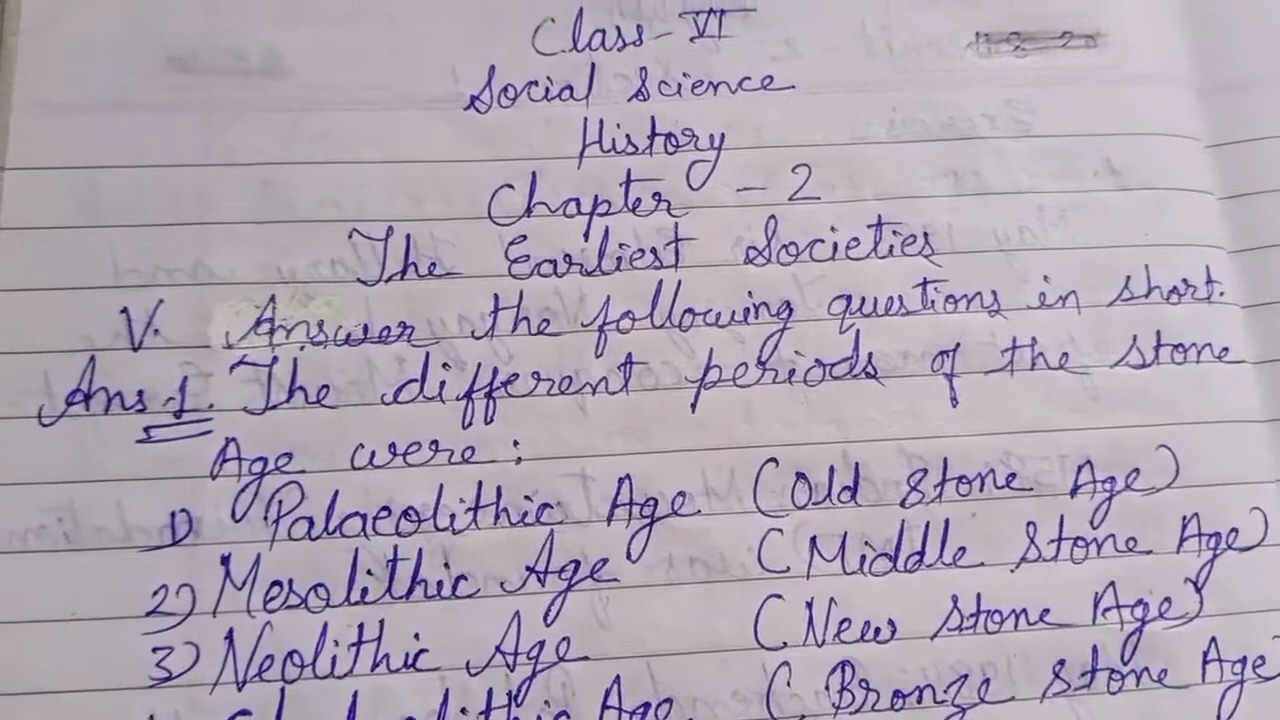 Class-VI
Social Science
History
Chapter - 2
The Earliest Societies
V. Answer the following questions in short.
Ans 1. The different periods of the stone
Age were:
1) Palaeolithic Age (Old Stone Age)
2) Mesolithic Age (Middle Stone Age)
3) Neolithic Age (New Stone Age)
Age (Bronze Stone Age